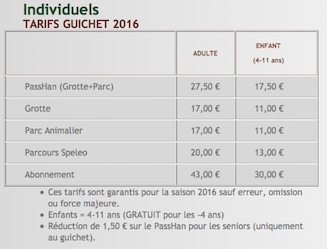 Individuels
TARIFS GUICHET 2016
ADULTE
ENFANT
(4-11 ans)
PassHan (Grotte+Parc) 27,50 € 17,50 €
Grotte 17,00 € 11,00 €
Parc Animalier 17,00 € 11,00 €
Parcours Speleo 20,00 € 13,00 €
Abonnement 43,00 € 30,00 €
• Ces tarifs sont garantis pour la saison 2016 sauf erreur, omission
ou force majeure.
• Enfants = 4-11 ans (GRATUIT pour les -4 ans)
• Réduction de 1,50 € sur le PassHan pour les seniors (uniquement
au guichet).